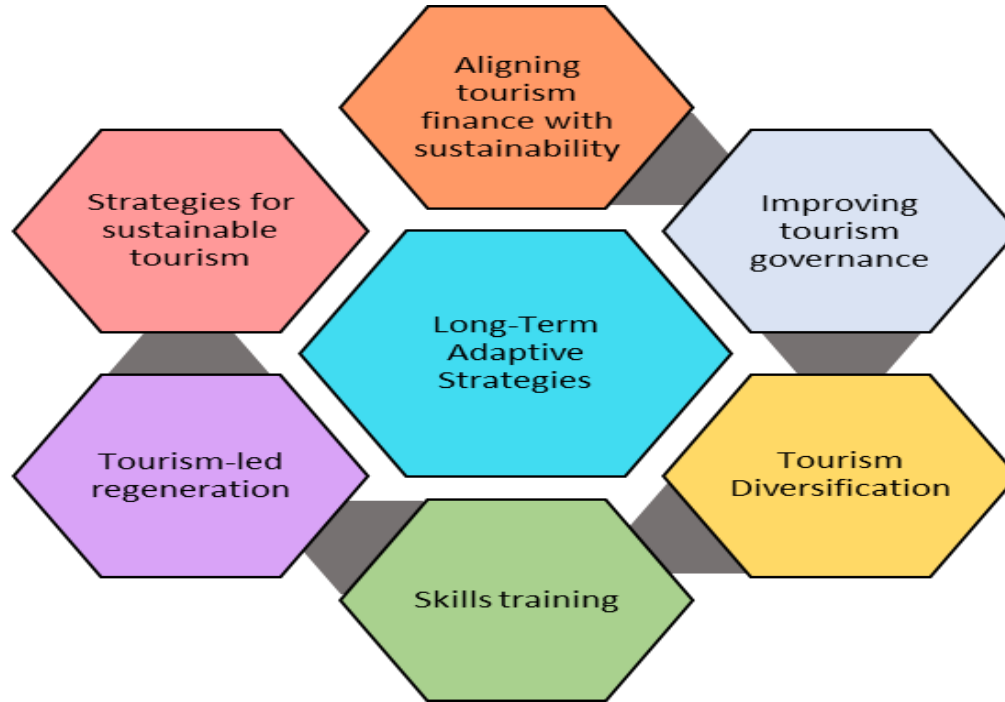 Aligning
tourism
finance with
sustainability
Improving
tourism
governance
Tourism
Diversification
Skills training
Tourism-led
regeneration
Strategies for
sustainable
tourism
Long-Term
Adaptive
Strategies